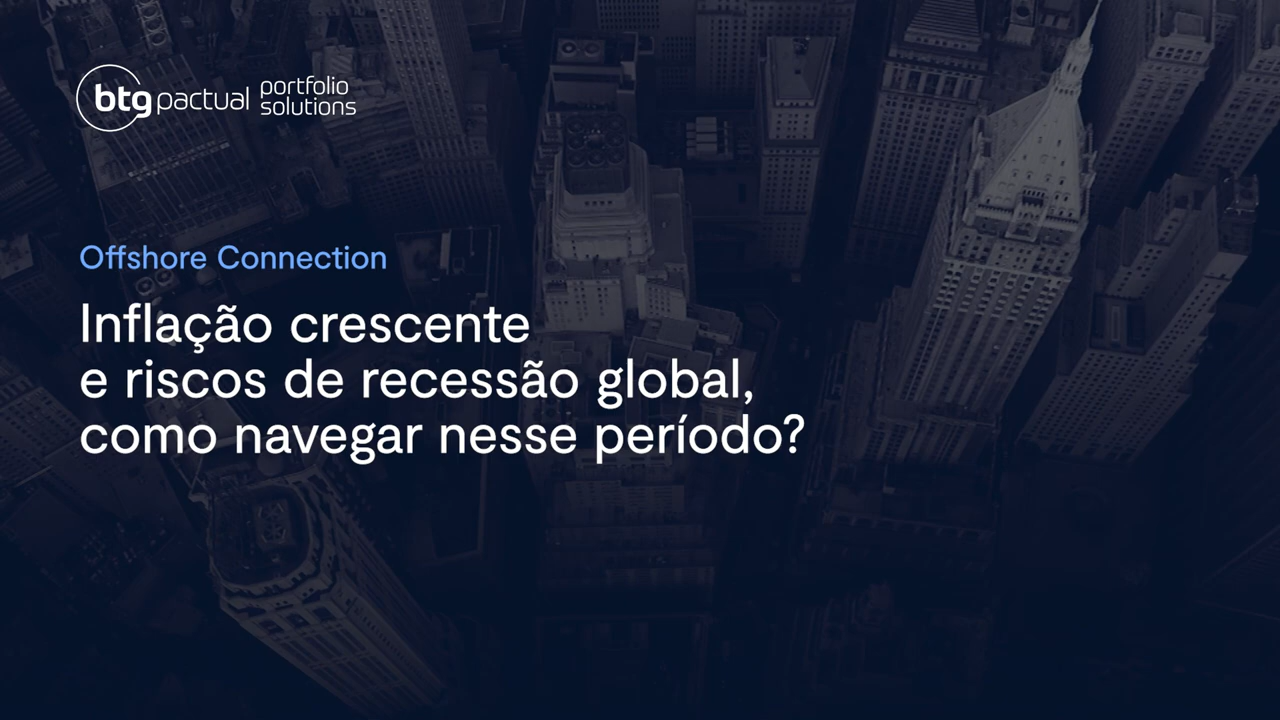 btg pactual portfolio solutions
Offshore Connection
Inflação crescente
e riscos de recessão global,
como navegar nesse período?